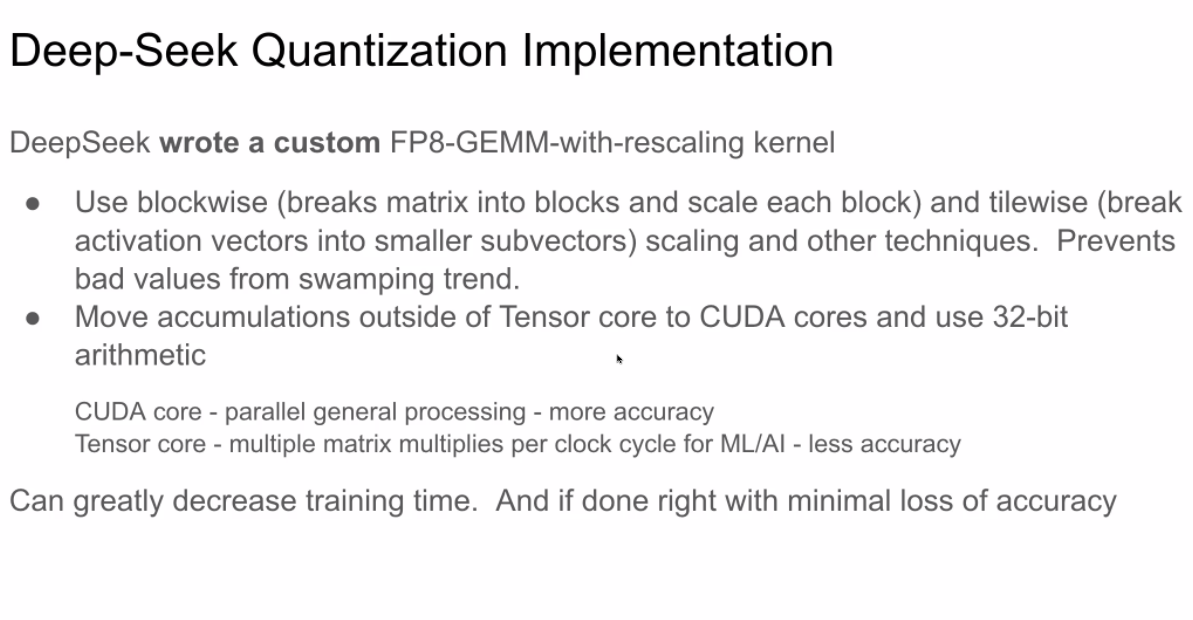 Deep-Seek Quantization Implementation
DeepSeek wrote a custom FP8-GEMM-with-rescaling kernel
● Use blockwise (breaks matrix into blocks and scale each block) and tilewise (break
activation vectors into smaller subvectors) scaling and other techniques.  Prevents
bad values from swamping trend.
● Move accumulations outside of Tensor core to CUDA cores and use 32-bit
arithmetic
CUDA core - parallel general processing - more accuracy
Tensor core - multiple matrix multiplies per clock cycle for ML/AI - less accuracy
Can greatly decrease training time.  And if done right with minimal loss of accuracy